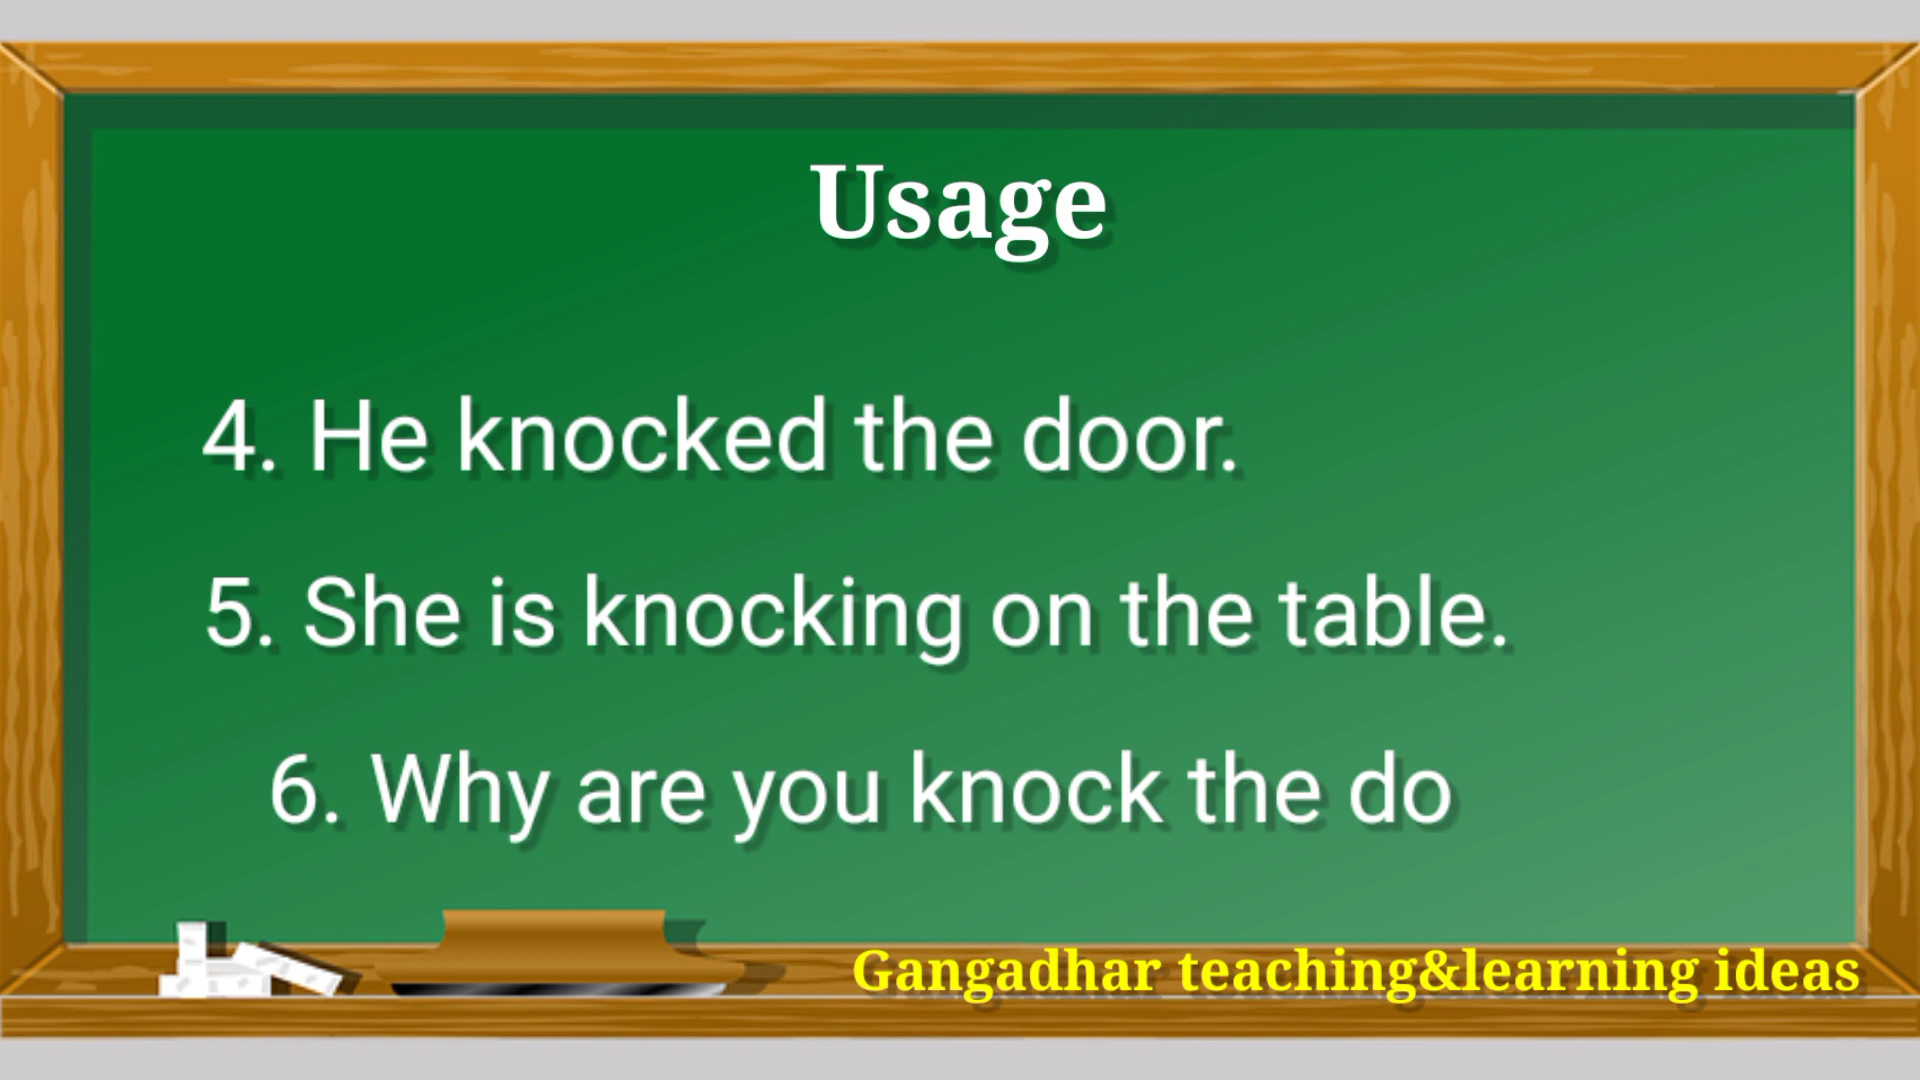 Usage
4. He knocked the door.
5. She is knocking on the table.
6. Why are you knock the do
Gangadhar teaching&learning ideas